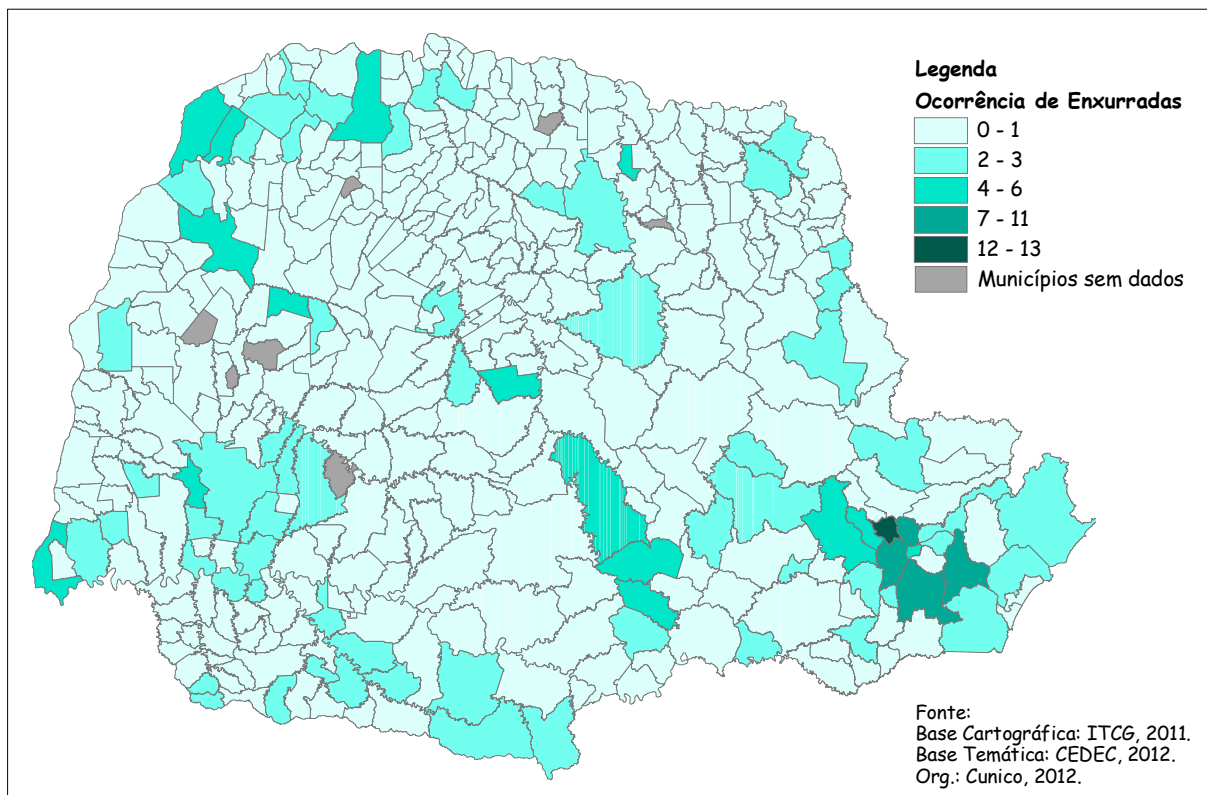 Legenda
Ocorrência de Enxurradas
0 - 1
2 - 3
4 - 6
7 - 11
12 - 13
Municípios sem dados
Fonte:
Base Cartográfica: ITCG, 2011.
Base Temática: CEDEC, 2012.
Org.: Cunico, 2012.